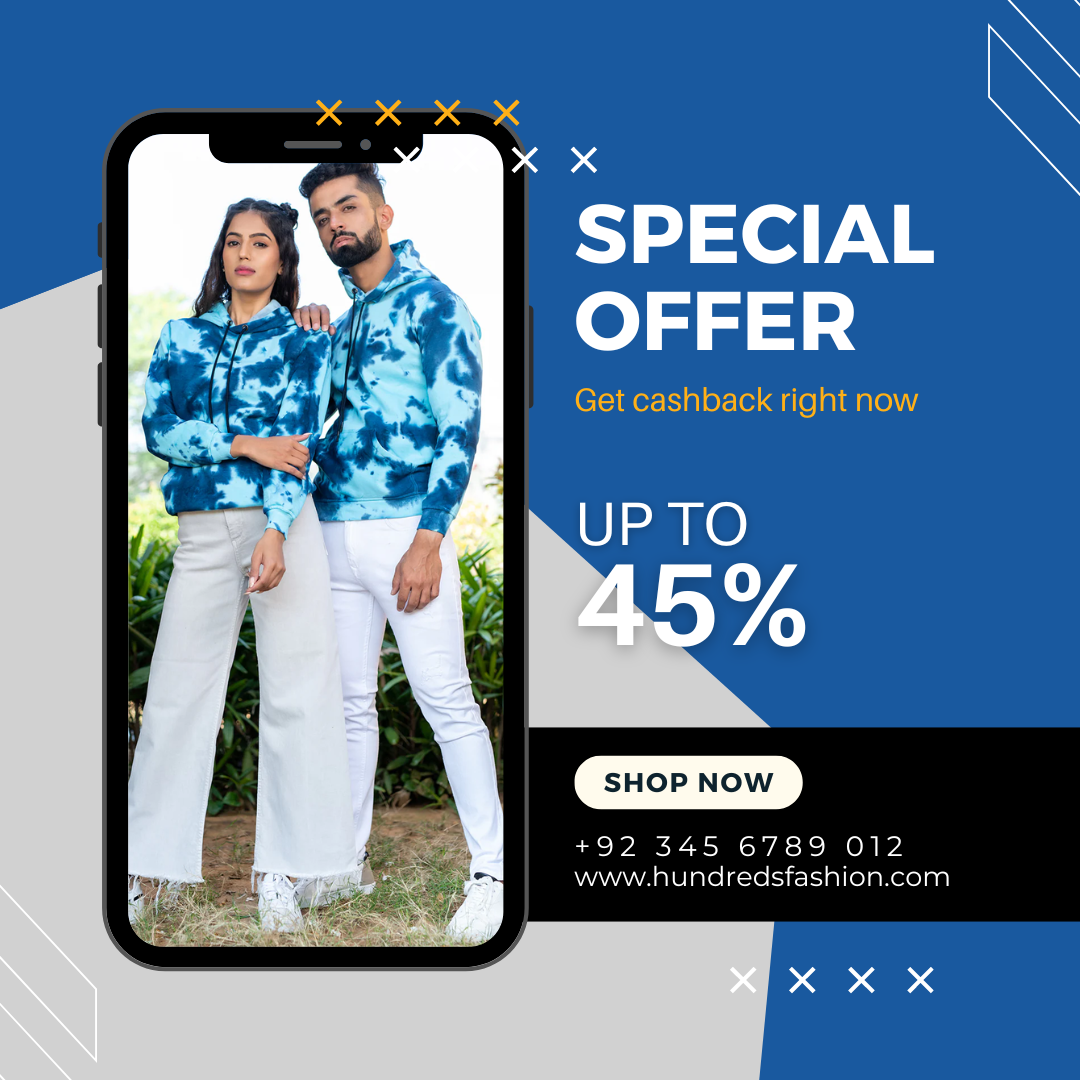 SPECIAL
OFFER
Get cashback right now
UP TO
45%
SHOP NOW
+92 345 6789 012
www.hundredsfashion.com